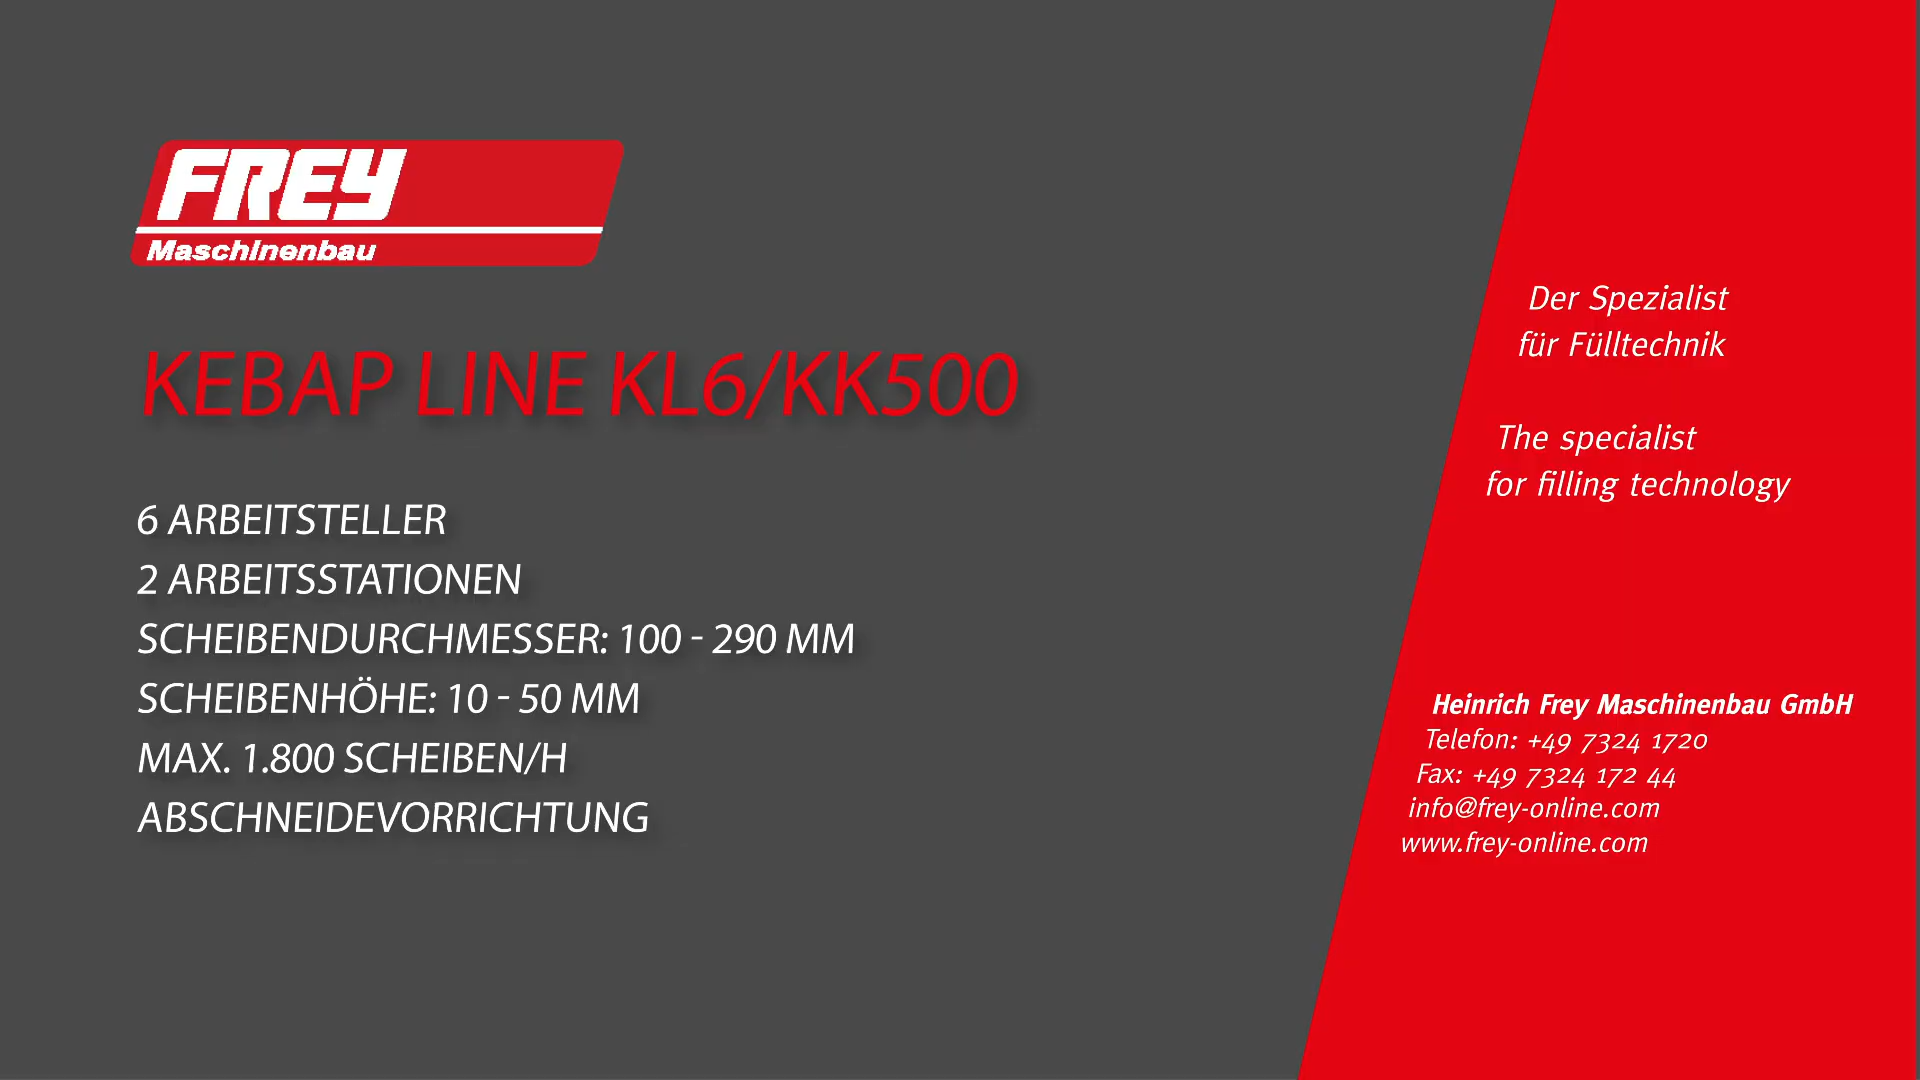 FREY
Maschinenbau
KEBAP LINE KL6/KK500
6 ARBEITSTELLER
2 ARBEITSSTATIONEN
SCHEIBENDURCHMESSER: 100 - 290 MM
SCHEIBENHÖHE: 10 - 50 MM
MAX. 1.800 SCHEIBEN/H
ABSCHNEIDEVORRICHTUNG
Der Spezialist
für Fülltechnik
The specialist
for filling technology
Heinrich Frey Maschinenbau GmbH
Telefon: +49 7324 1720
Fax: +49 7324 172 44
info@frey-online.com
www.frey-online.com